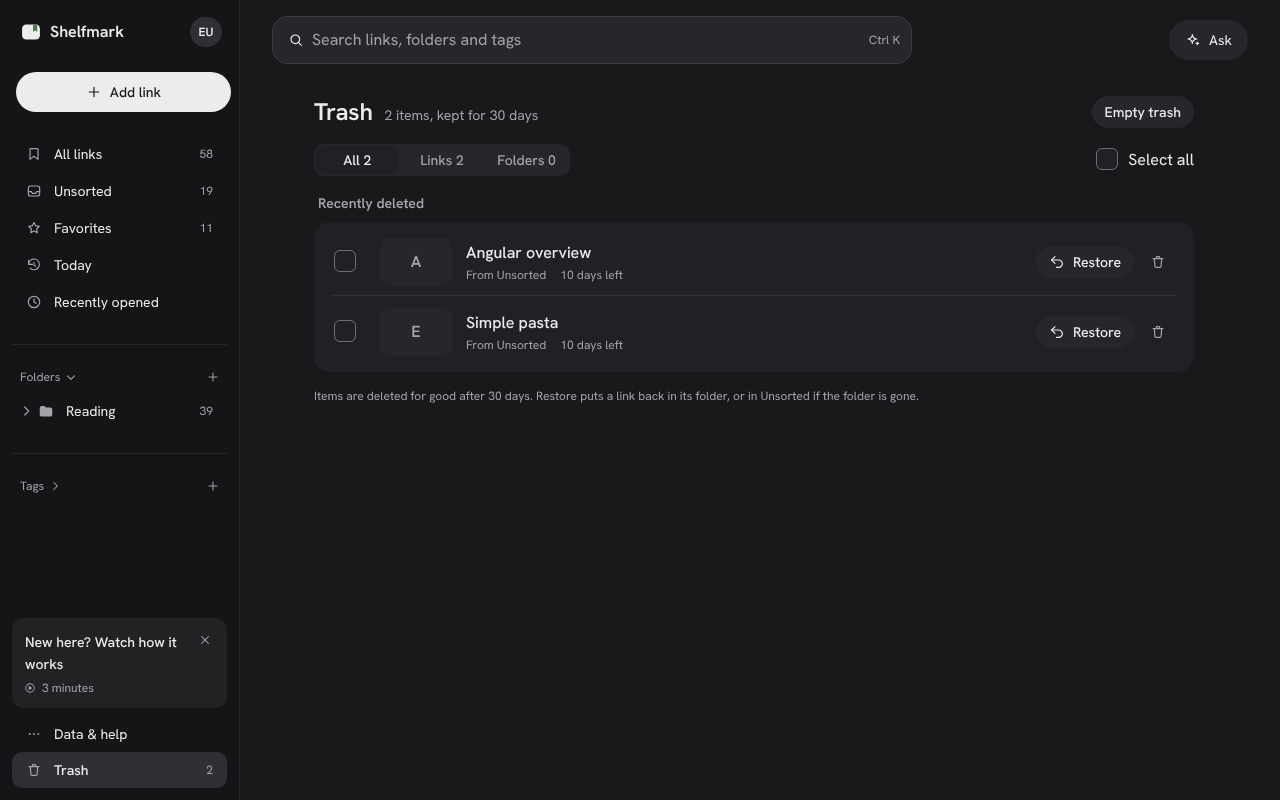 Shelfmark
EU
Add link
All links 58
Unsorted 19
Favorites 11
Today
Recently opened
Folders
Reading 39
Tags
New here? Watch how it
works
3 minutes
Data & help
Trash 2
Search links, folders and tags Ctrl K
Ask
Trash 2 items, kept for 30 days
Empty trash
All 2 Links 2 Folders 0
Select all
Recently deleted
A
Angular overview
From Unsorted 10 days left
Restore
E
Simple pasta
From Unsorted 10 days left
Restore
Items are deleted for good after 30 days. Restore puts a link back in its folder, or in Unsorted if the folder is gone.